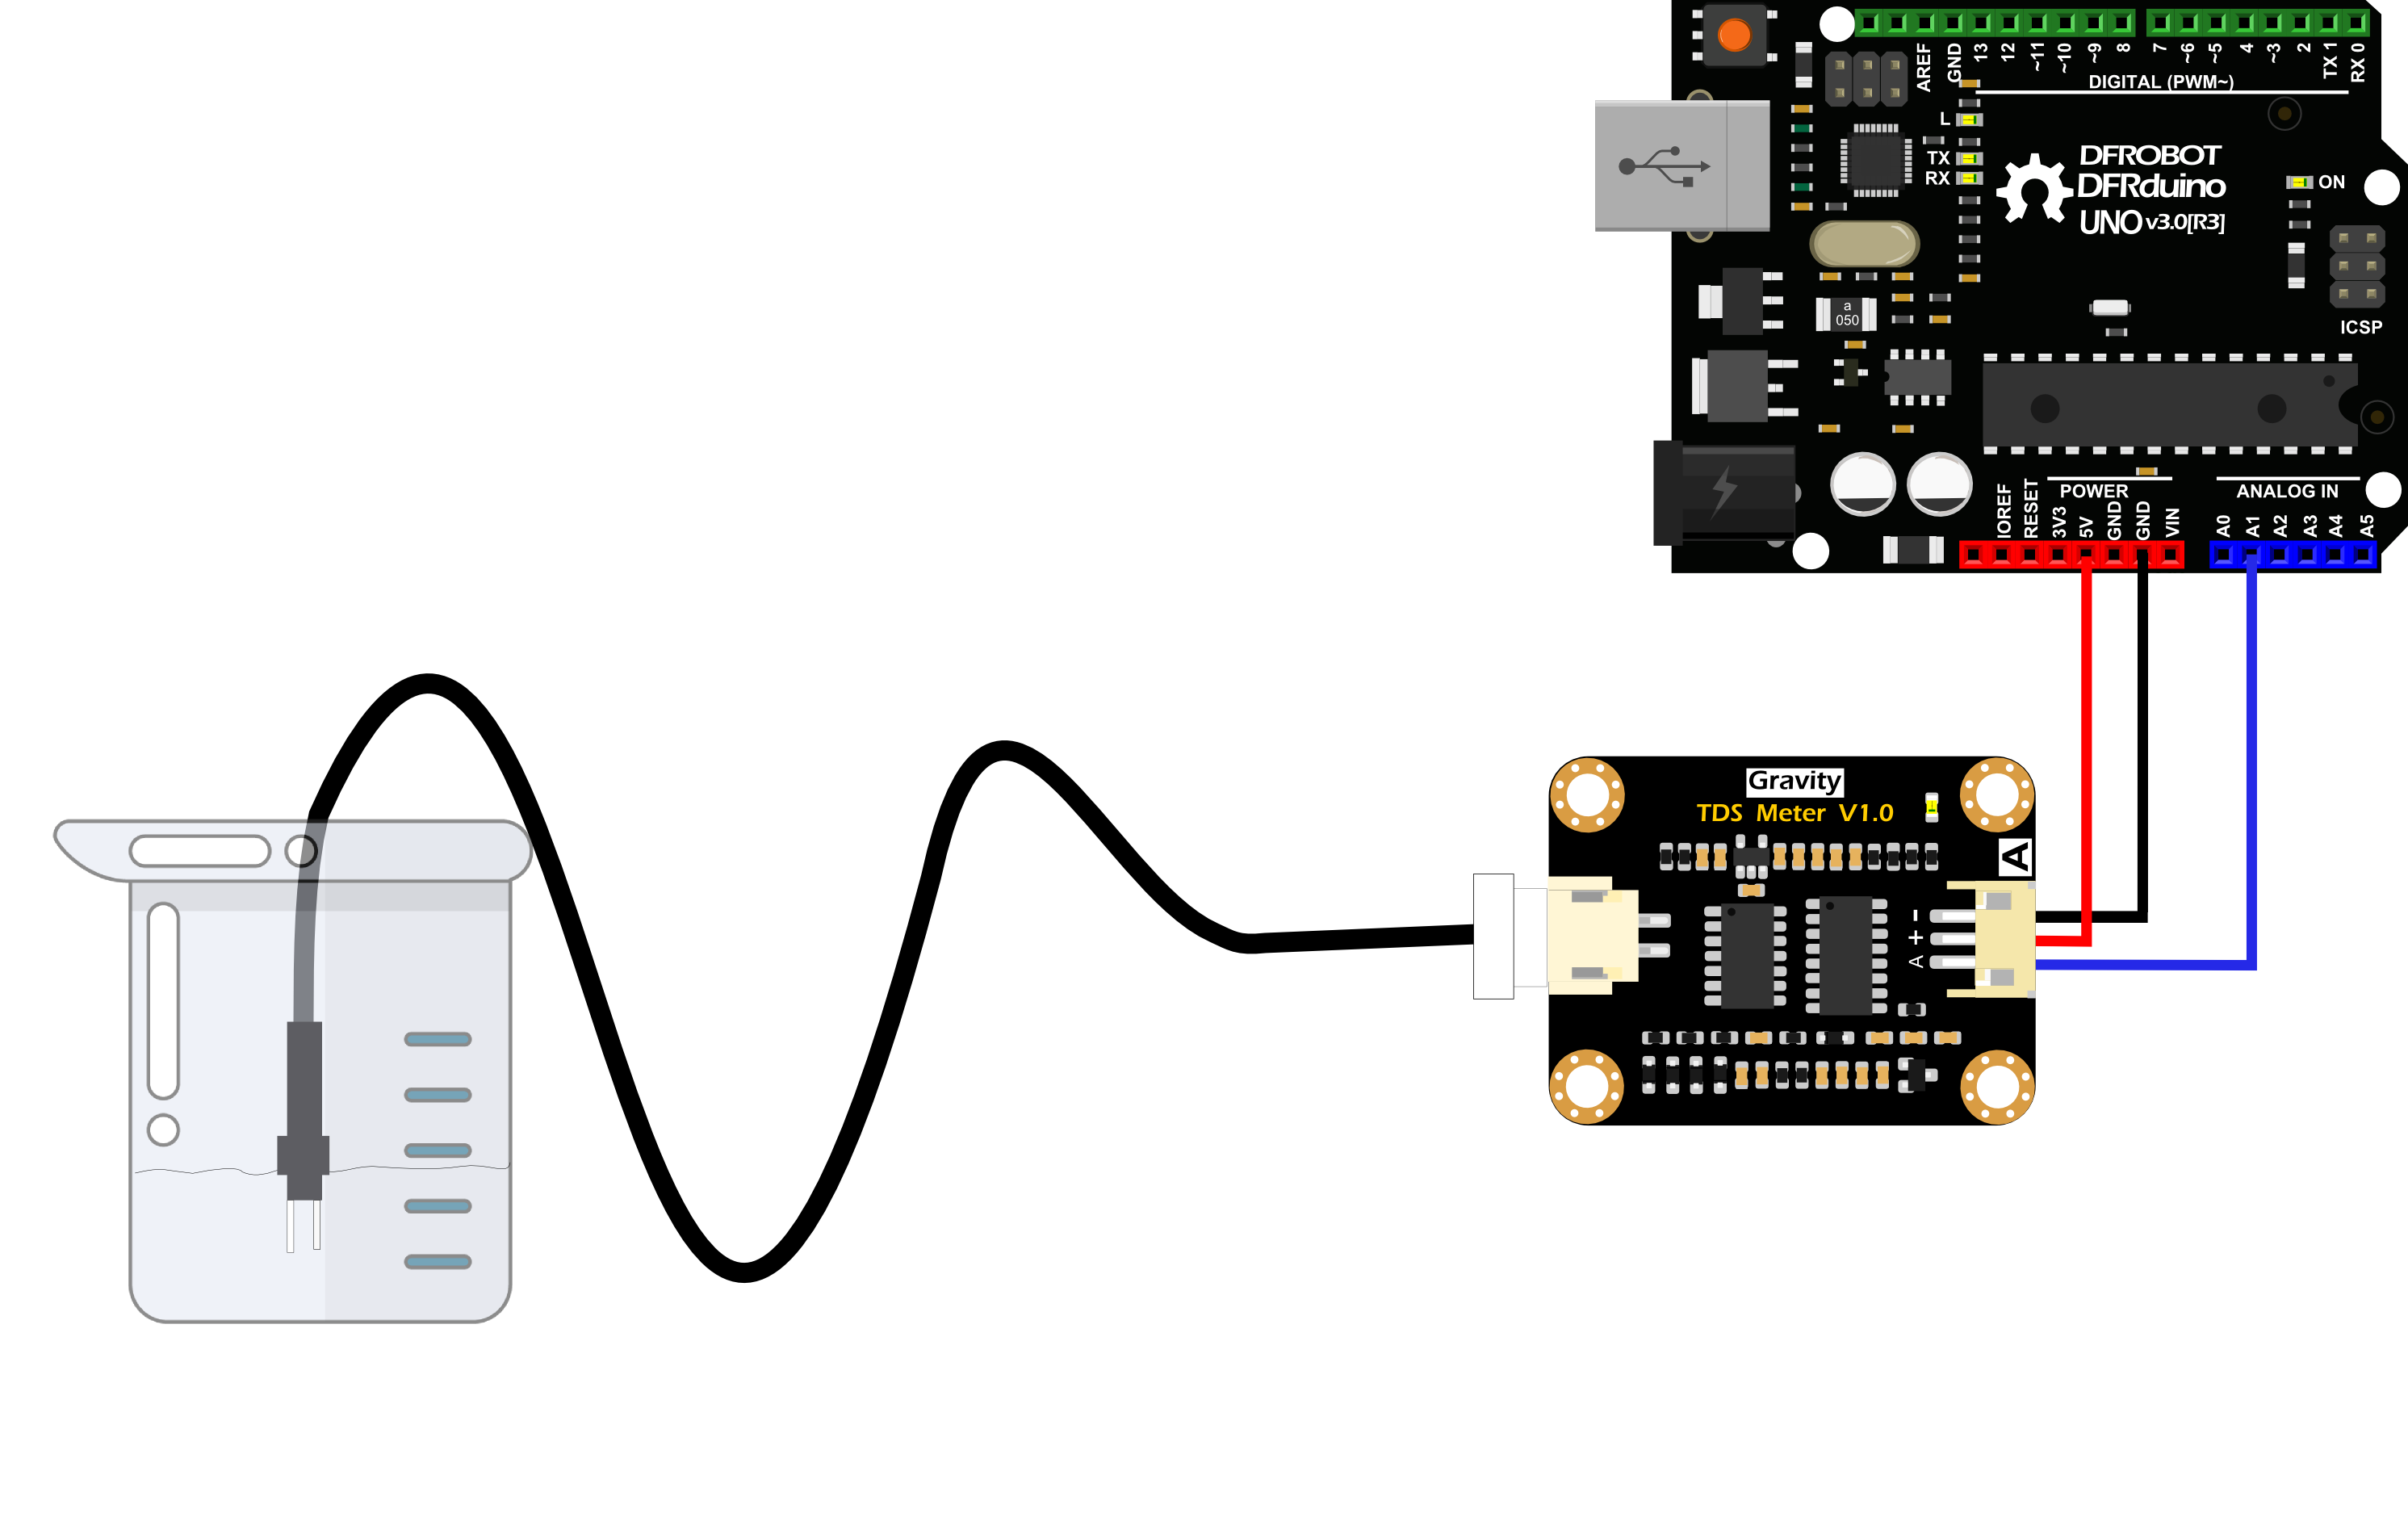 AREF
GND
13
12
~11
~10
~9
8
7
~6
~5
4
~3
2
TX 1
RX 0
DIGITAL (PWM~)
L
TX
RX
DFROBOT
DFRduino
UNO v3.0[R3]
ON
a
050
ICSP
POWER
ANALOG IN
IOREF
RESET
3V3
5V
GND
GND
VIN
A0
A1
A2
A3
A4
A5
Gravity
TDS Meter V1.0
A
-
+
A